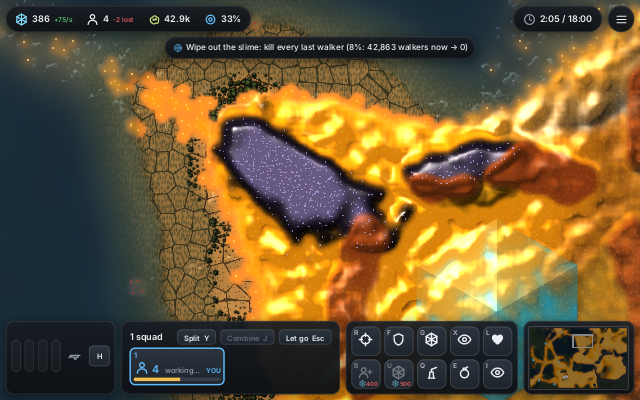 386 +75/s 4 -2 lost 42.9k 33%
2:05 / 18:00
Wipe out the slime: kill every last walker (8%: 42,863 walkers now → 0)
H
1 squad Split Y Combine J Let go Esc
1
4 working... YOU
R F G X L
B 400 U 500 Q E I